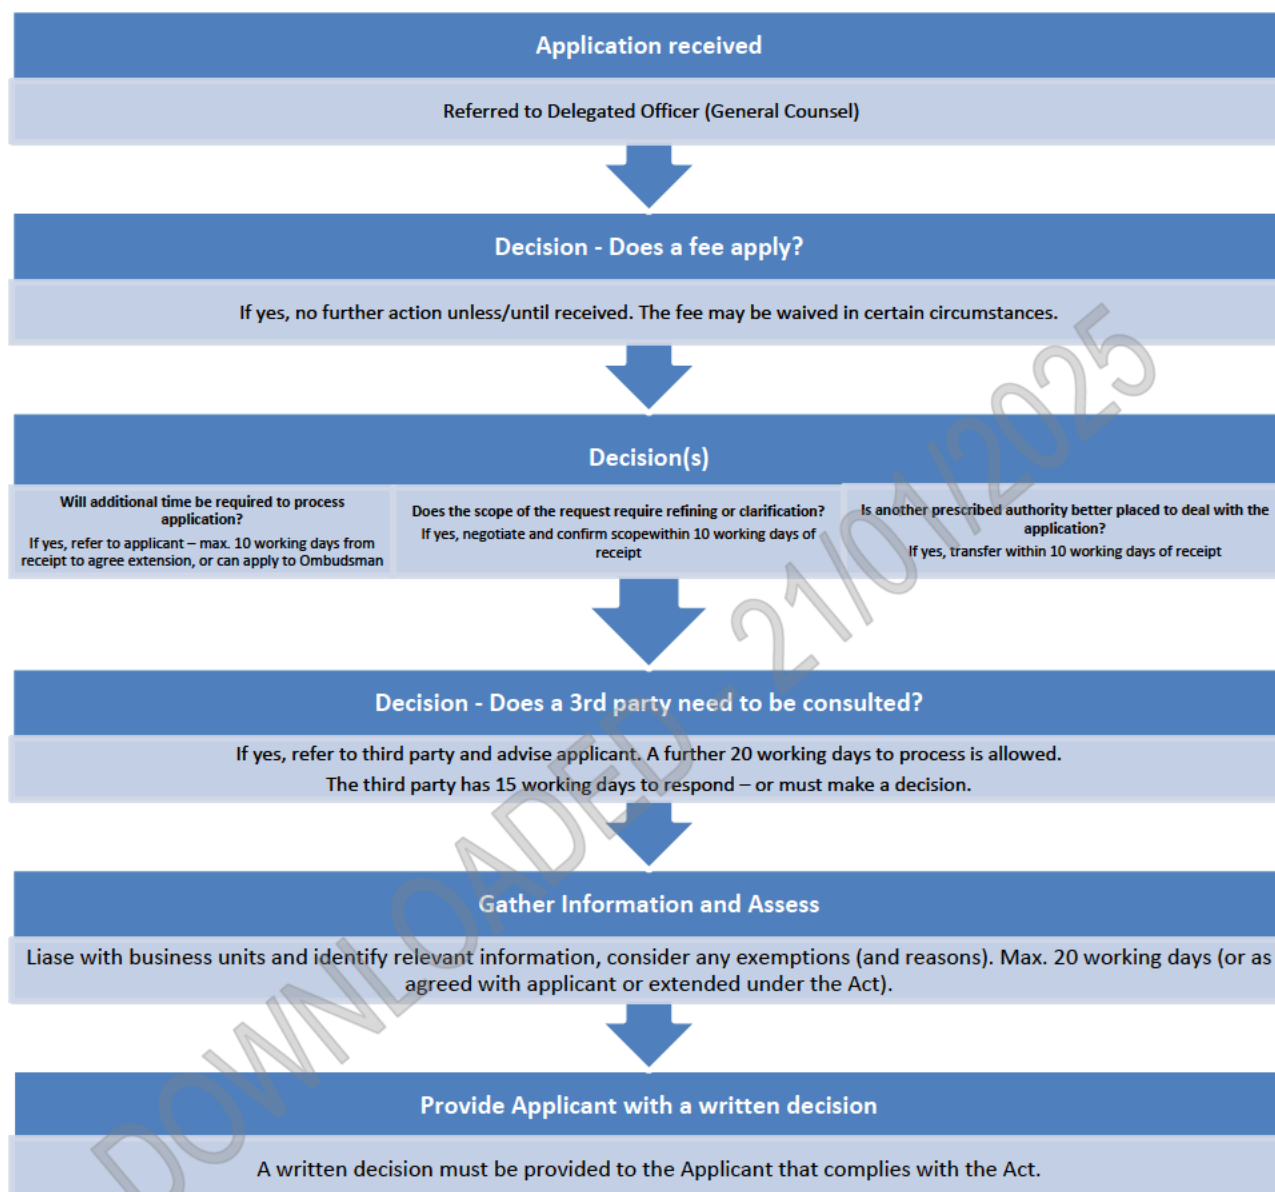 Application received
Referred to Delegated Officer (General Counsel)
Decision - Does a fee apply?
If yes, no further action unless/until received. The fee may be waived in certain circumstances.
Decision(s)
Will additional time be required to process
application?
If yes, refer to applicant – max. 10 working days from
receipt to agree extension, or can apply to Ombudsman
Does the scope of the request require refining or clarification?
If yes, negotiate and confirm scopewithin 10 working days of
receipt
Is another prescribed authority better placed to deal with the
application?
If yes, transfer within 10 working days of receipt
Decision - Does a 3rd party need to be consulted?
If yes, refer to third party and advise applicant. A further 20 working days to process is allowed.
The third party has 15 working days to respond – or must make a decision.
Gather Information and Assess
Liase with business units and identify relevant information, consider any exemptions (and reasons). Max. 20 working days (or as
agreed with applicant or extended under the Act).
Provide Applicant with a written decision
A written decision must be provided to the Applicant that complies with the Act.
DOWNLOADED - 21/01/2025